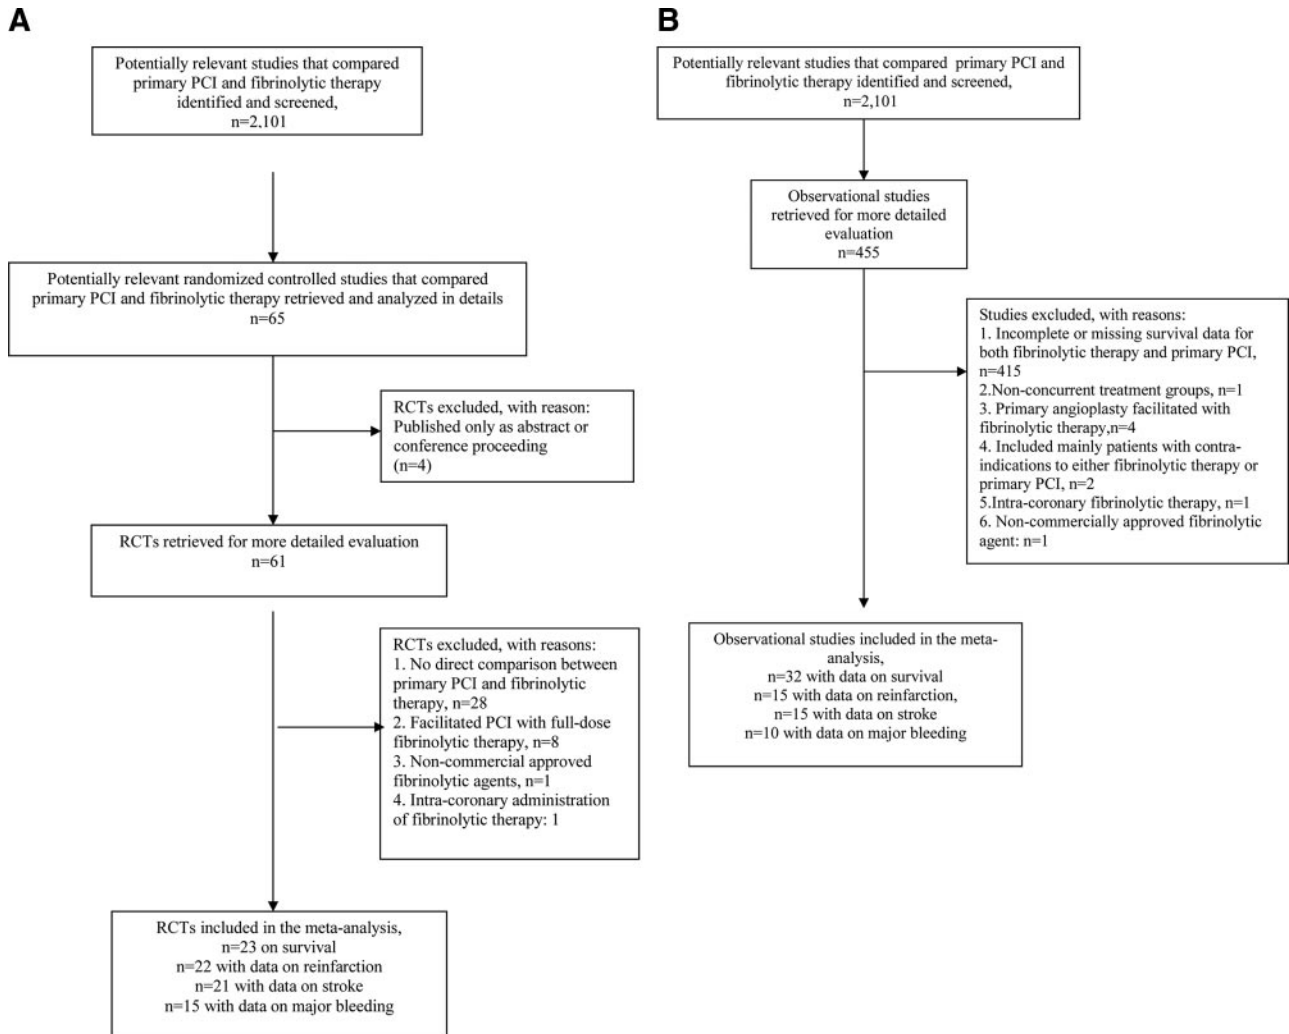 A
Potentially relevant studies that compared
primary PCI and fibrinolytic therapy
identified and screened,
n=2,101
Potentially relevant randomized controlled studies that compared
primary PCI and fibrinolytic therapy retrieved and analyzed in details
n=65
RCTs excluded, with reason:
Published only as abstract or
conference proceeding
(n=4)
RCTs retrieved for more detailed evaluation
n=61
RCTs excluded, with reasons:
1. No direct comparison between
primary PCI and fibrinolytic
therapy, n=28
2. Facilitated PCI with full-dose
fibrinolytic therapy, n=8
3. Non-commercial approved
fibrinolytic agents, n=1
4. Intra-coronary administration
of fibrinolytic therapy: 1
RCTs included in the meta-analysis,
n=23 on survival
n=22 with data on reinfarction
n=21 with data on stroke
n=15 with data on major bleeding
B
Potentially relevant studies that compared primary PCI and
fibrinolytic therapy identified and screened,
n=2,101
Observational studies
retrieved for more detailed
evaluation
n=455
Studies excluded, with reasons:
1. Incomplete or missing survival data for
both fibrinolytic therapy and primary PCI,
n=415
2.Non-concurrent treatment groups, n=1
3. Primary angioplasty facilitated with
fibrinolytic therapy,n=4
4. Included mainly patients with contra-
indications to either fibrinolytic therapy or
primary PCI, n=2
5.Intra-coronary fibrinolytic therapy, n=1
6. Non-commercially approved fibrinolytic
agent: n=1
Observational studies included in the meta-
analysis,
n=32 with data on survival
n=15 with data on reinfarction,
n=15 with data on stroke
n=10 with data on major bleeding